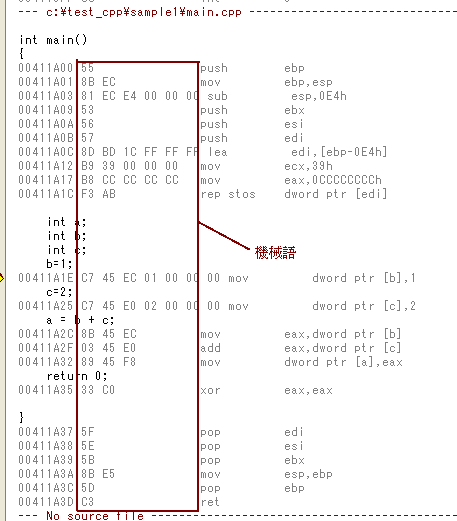 --- c:\test_cpp\sample1\main.cpp ---
int main()
{
00411A00 55 push ebp
00411A01 8B EC mov ebp,esp
00411A03 81 EC E4 00 00 00 sub esp,0E4h
00411A09 53 push ebx
00411A0A 56 push esi
00411A0B 57 push edi
00411A0C 8D BD 1C FF FF FF lea edi,[ebp-0E4h]
00411A12 B9 39 00 00 00 mov ecx,39h
00411A17 B8 CC CC CC CC mov eax,0CCCCCCCCh
00411A1C F3 AB rep stos dword ptr [edi]
int a;
int b;
int c;
機械語
b=1;
00411A1E C7 45 EC 01 00 00 00 mov dword ptr [b],1
c=2;
00411A25 C7 45 E0 02 00 00 00 mov dword ptr [c],2
a = b + c;
00411A2C 8B 45 EC mov eax,dword ptr [b]
00411A2F 03 45 E0 add eax,dword ptr [c]
00411A32 89 45 F8 mov dword ptr [a],eax
return 0;
00411A35 33 C0 xor eax,eax
}
00411A37 5F pop edi
00411A38 5E pop esi
00411A39 5B pop ebx
00411A3A 8B E5 mov esp,ebp
00411A3C 5D pop ebp
00411A3D C3 ret
--- No source file ---